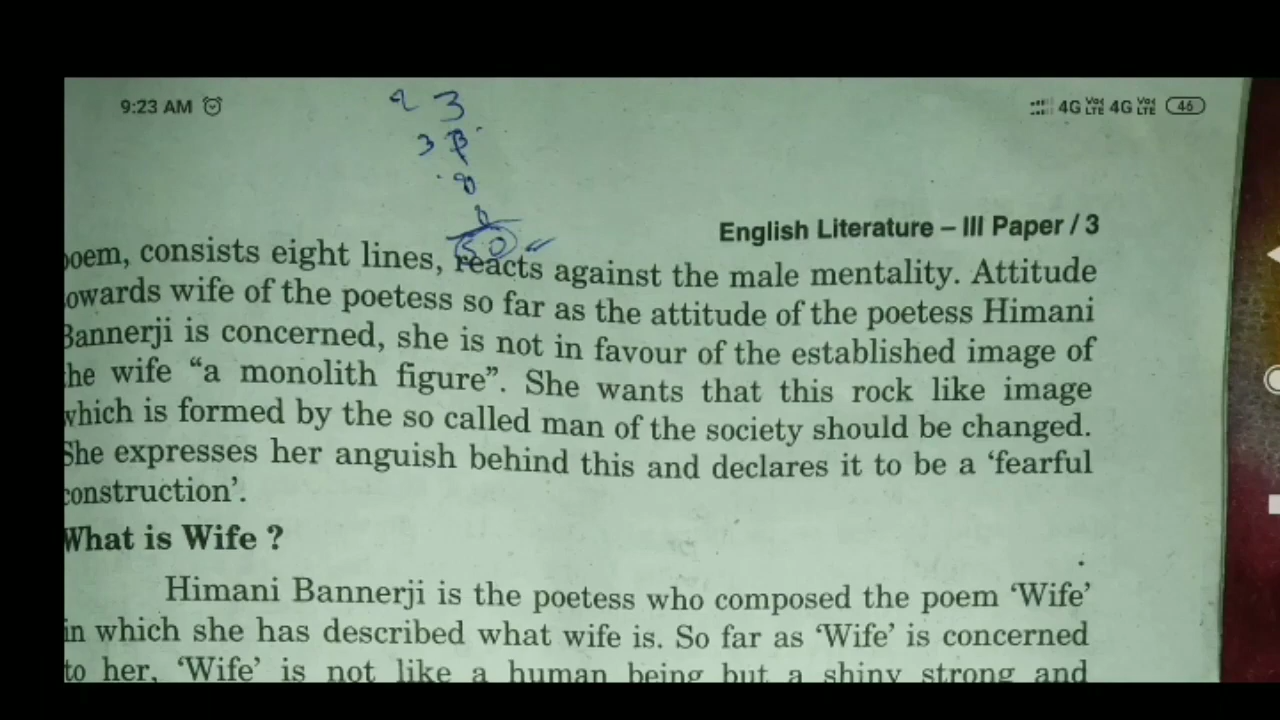 9:23 AM
4G 4G 46
2 3
3
8
50
English Literature – III Paper / 3
poem, consists eight lines, reacts against the male mentality. Attitude
owards wife of the poetess so far as the attitude of the poetess Himani
Bannerji is concerned, she is not in favour of the established image of
he wife “a monolith figure”. She wants that this rock like image
which is formed by the so called man of the society should be changed.
She expresses her anguish behind this and declares it to be a ‘fearful
construction’.
What is Wife ?
Himani Bannerji is the poetess who composed the poem ‘Wife’
in which she has described what wife is. So far as ‘Wife’ is concerned
to her, ‘Wife’ is not like a human being but a shiny strong and